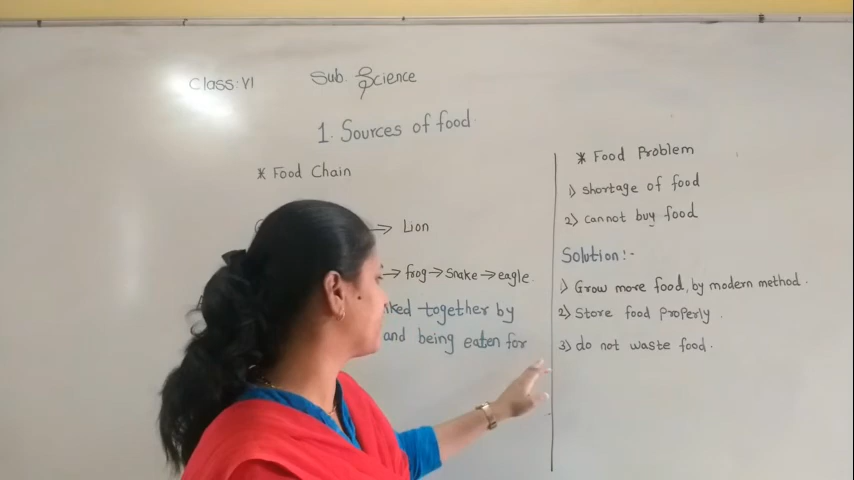 Class: VI
Sub. Science
1. Sources of food
* Food Chain
→ Lion
→ frog → Snake → eagle.
together by
and being eaten for
* Food Problem
1) shortage of food
2) cannot buy food
Solution:-
1) Grow more food, by modern method.
2) Store food Properly.
3) do not waste food.